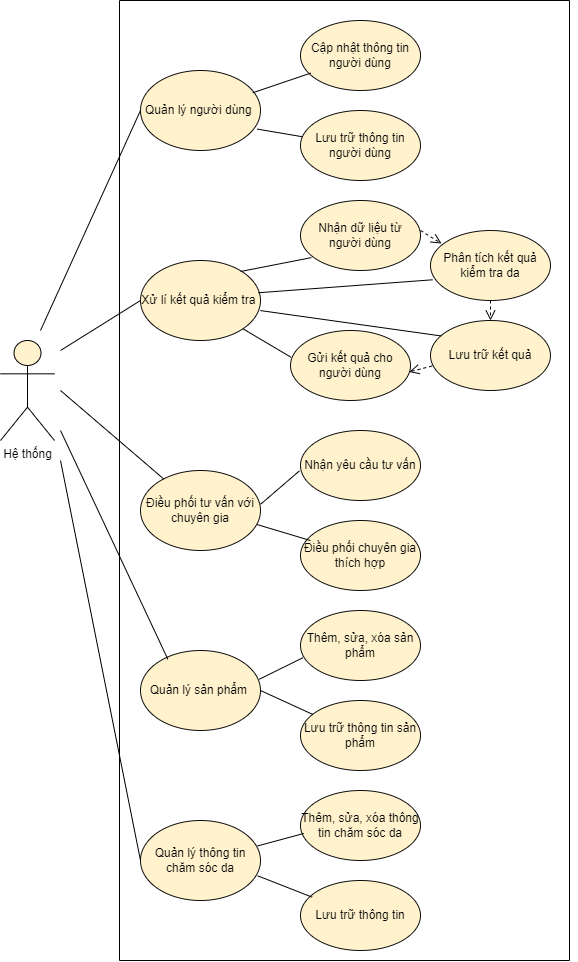 Cập nhật thông tin
người dùng
Quản lý người dùng
Lưu trữ thông tin
người dùng
Nhận dữ liệu từ
người dùng
Phân tích kết quả
kiểm tra da
Xử lí kết quả kiểm tra
Gửi kết quả cho
người dùng
Lưu trữ kết quả
Hệ thống
Nhận yêu cầu tư vấn
Điều phối tư vấn với
chuyên gia
Điều phối chuyên gia
thích hợp
Thêm, sửa, xóa sản
phẩm
Quản lý sản phẩm
Lưu trữ thông tin sản
phẩm
Thêm, sửa, xóa thông
tin chăm sóc da
Quản lý thông tin
chăm sóc da
Lưu trữ thông tin